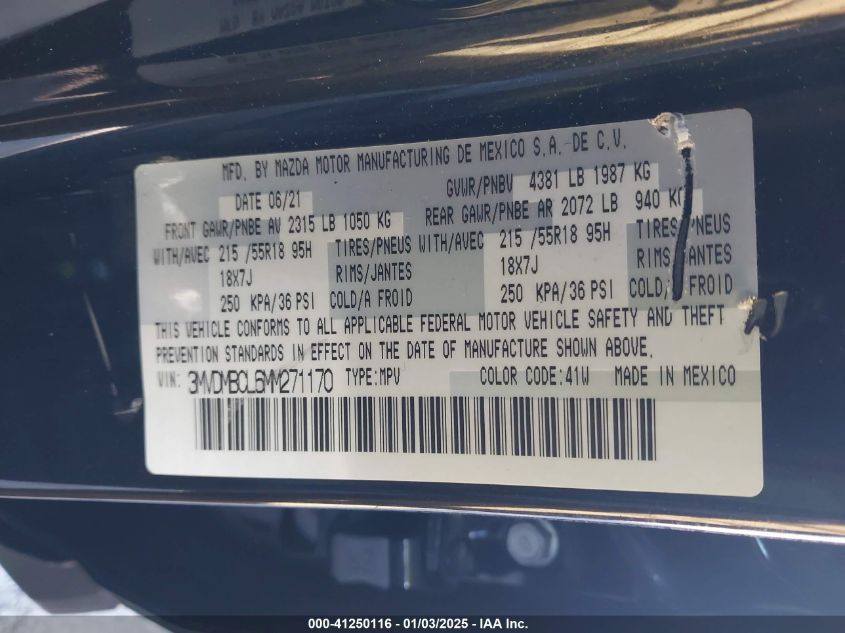 MFD. BY MAZDA MOTOR MANUFACTURING DE MEXICO S.A. DE C.V.
DATE 06/21 GVWR/PNBV 4381 LB 1987 KG
FRONT GAWR/PNBE AV 2315 LB 1050 KG REAR GAWR/PNBE AR 2072 LB 940 KG
WITH/AVEC 215 /55R18 95H TIRES/PNEUS WITH/AVEC 215 /55R18 95H TIRES/PNEUS
18X7J RIMS/JANTES 18X7J RIMS/JANTES
250 KPA/36 PSI COLD/A FROID 250 KPA/36 PSI COLD/A FROID
THIS VEHICLE CONFORMS TO ALL APPLICABLE FEDERAL MOTOR VEHICLE SAFETY AND THEFT
PREVENTION STANDARDS IN EFFECT ON THE DATE OF MANUFACTURE SHOWN ABOVE.
VIN: 3MVDMBCL6MM271170 TYPE:MPV COLOR CODE:41W MADE IN MEXICO
000-41250116 - 01/03/2025 - IAA Inc.